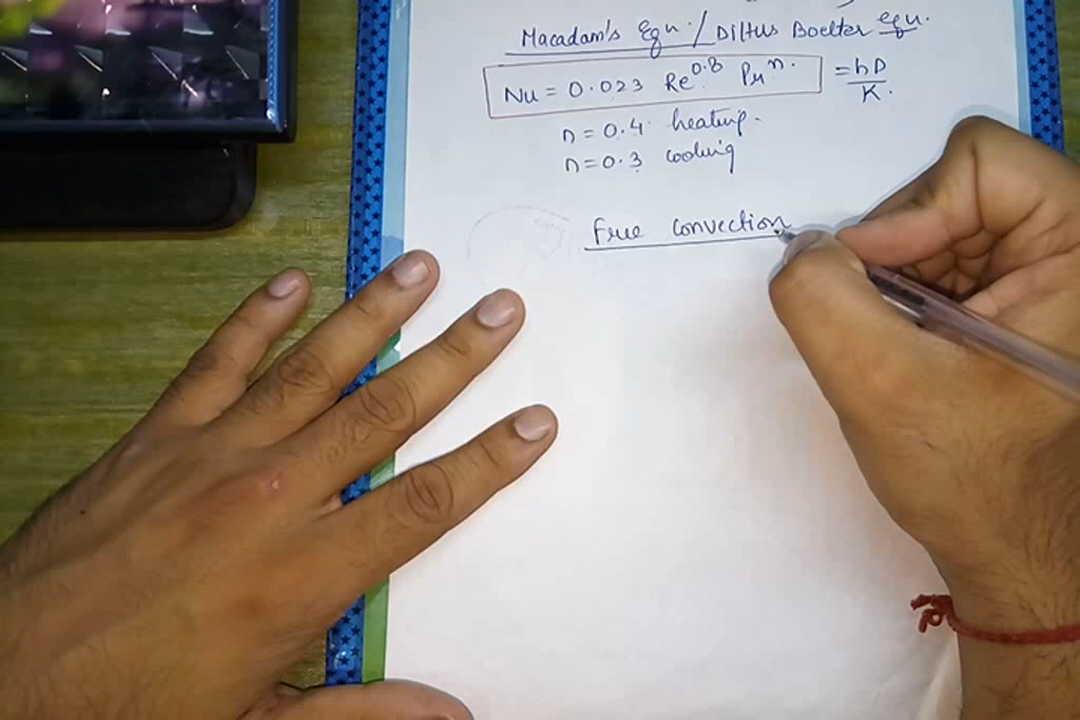 Macadam's Eqn./Dittus Boelter equ.
Nu = 0.023 Re^0.8 Pr^n. = hD/K.
n = 0.4 heating.
n = 0.3 cooling
Free convection